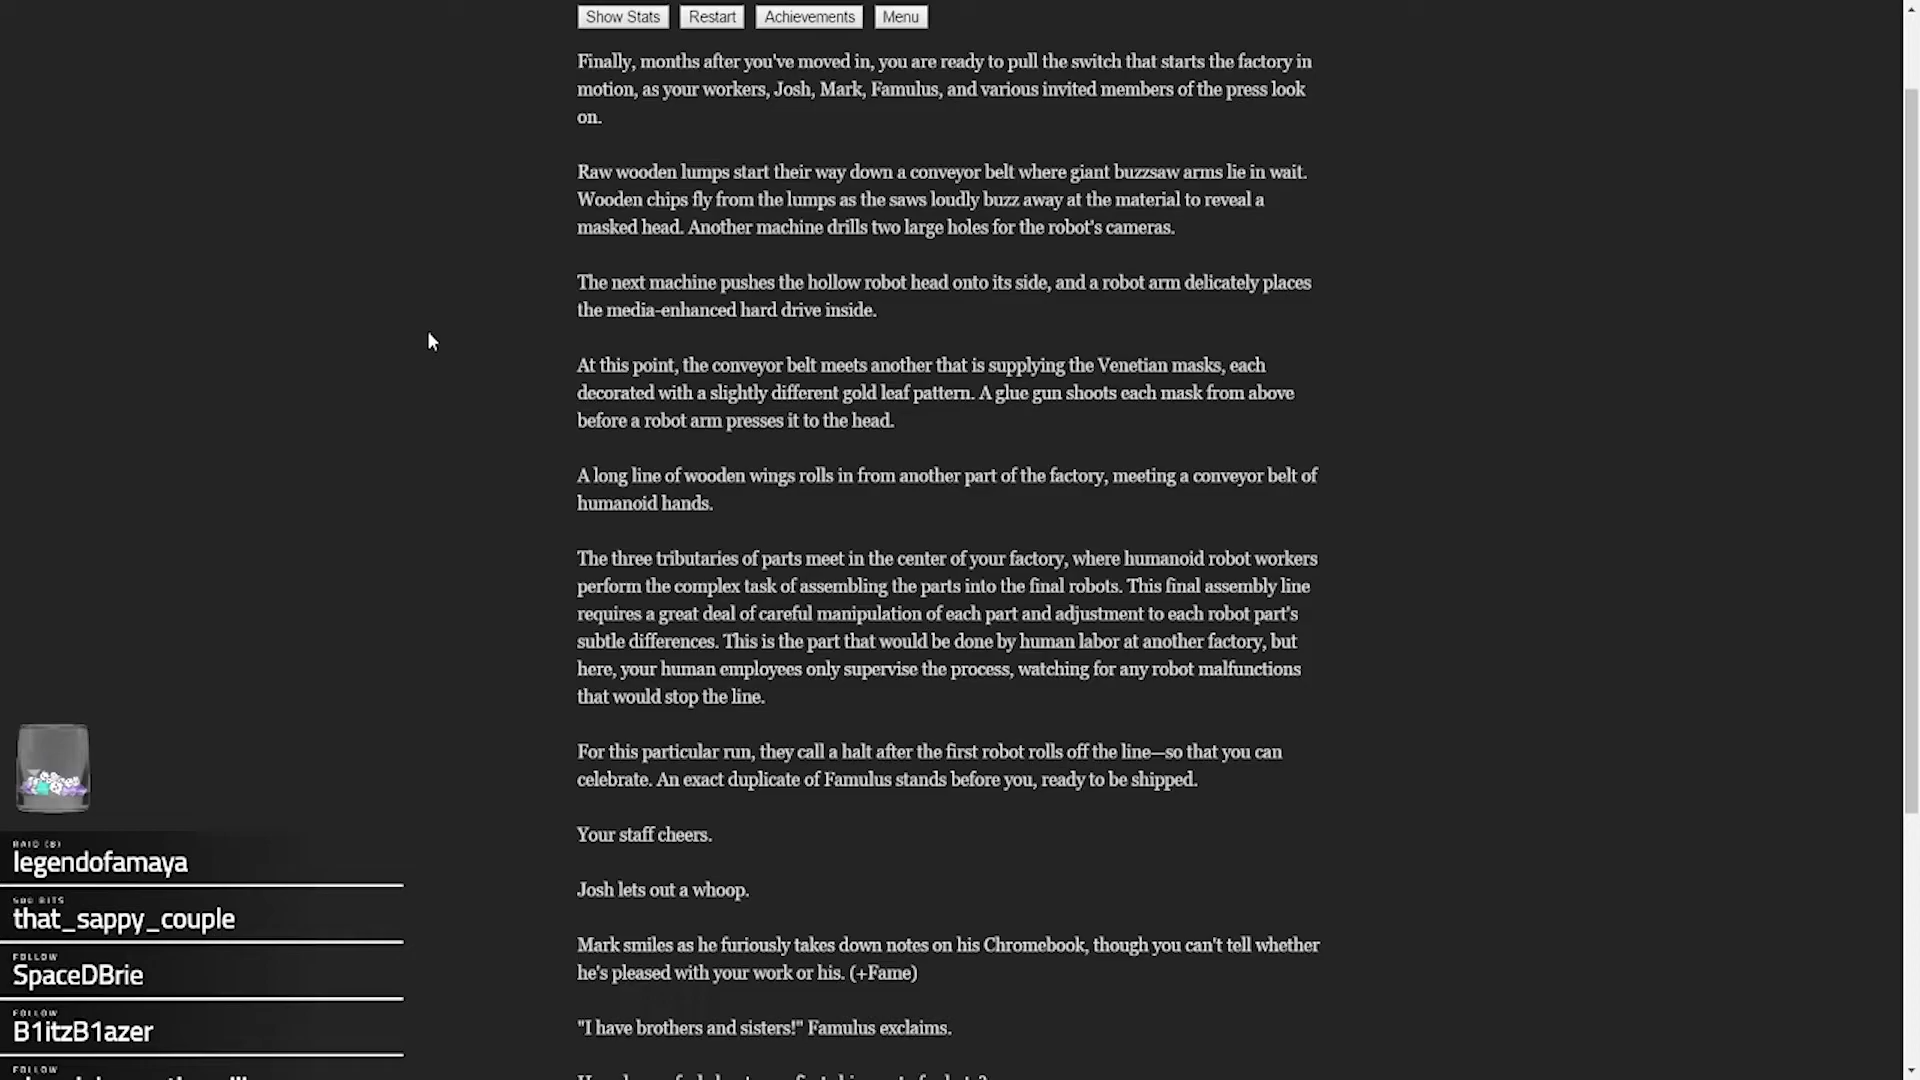 Show Stats
Restart
Achievements
Menu
Finally, months after you've moved in, you are ready to pull the switch that starts the factory in
motion, as your workers, Josh, Mark, Famulus, and various invited members of the press look
on.
Raw wooden lumps start their way down a conveyor belt where giant buzzsaw arms lie in wait.
Wooden chips fly from the lumps as the saws loudly buzz away at the material to reveal a
masked head. Another machine drills two large holes for the robot's cameras.
The next machine pushes the hollow robot head onto its side, and a robot arm delicately places
the media-enhanced hard drive inside.
At this point, the conveyor belt meets another that is supplying the Venetian masks, each
decorated with a slightly different gold leaf pattern. A glue gun shoots each mask from above
before a robot arm presses it to the head.
A long line of wooden wings rolls in from another part of the factory, meeting a conveyor belt of
humanoid hands.
The three tributaries of parts meet in the center of your factory, where humanoid robot workers
perform the complex task of assembling the parts into the final robots. This final assembly line
requires a great deal of careful manipulation of each part and adjustment to each robot part's
subtle differences. This is the part that would be done by human labor at another factory, but
here, your human employees only supervise the process, watching for any robot malfunctions
that would stop the line.
For this particular run, they call a halt after the first robot rolls off the line—so that you can
celebrate. An exact duplicate of Famulus stands before you, ready to be shipped.
Your staff cheers.
Josh lets out a whoop.
Mark smiles as he furiously takes down notes on his Chromebook, though you can't tell whether
he's pleased with your work or his. (+Fame)
"I have brothers and sisters!" Famulus exclaims.
RAID (8)
legendofamaya
500 BITS
that_sappy_couple
FOLLOW
SpaceDBrie
FOLLOW
B1itzB1azer
FOLLOW